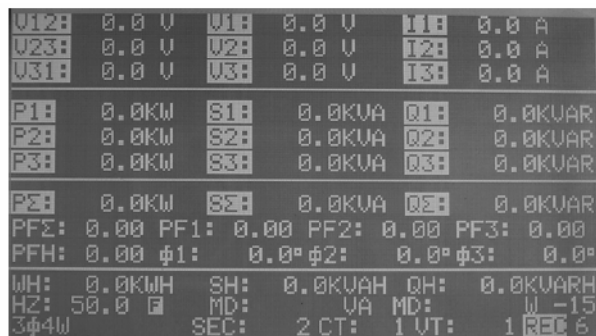 V12: 0.0 V V1: 0.0 V I1: 0.0 A
V23: 0.0 V V2: 0.0 V I2: 0.0 A
V31: 0.0 V V3: 0.0 V I3: 0.0 A
P1: 0.0KW S1: 0.0KVA Q1: 0.0KVAR
P2: 0.0KW S2: 0.0KVA Q2: 0.0KVAR
P3: 0.0KW S3: 0.0KVA Q3: 0.0KVAR
PΣ: 0.0KW SΣ: 0.0KVA QΣ: 0.0KVAR
PFΣ: 0.00 PF1: 0.00 PF2: 0.00 PF3: 0.00
PFH: 0.00 ϕ1: 0.0° ϕ2: 0.0° ϕ3: 0.0°
WH: 0.0KWH SH: 0.0KVAH QH: 0.0KVARH
HZ: 50.0 F MD: VA MD: W -15
3ϕ4W SEC: 2 CT: 1 VT: 1 REC 6